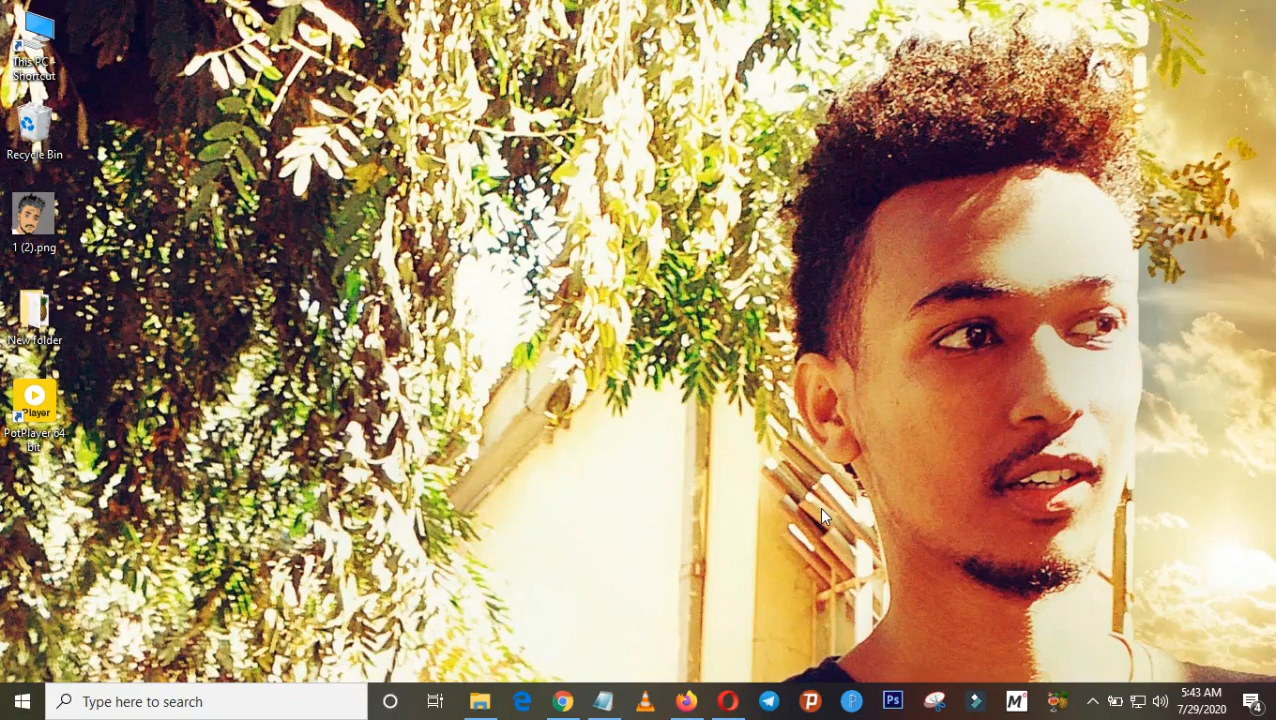 This PC -
Shortcut
Recycle Bin
1 (2).png
New folder
Player
PotPlayer 64
bit
Type here to search
Ps
M
5:43 AM
7/29/2020
4